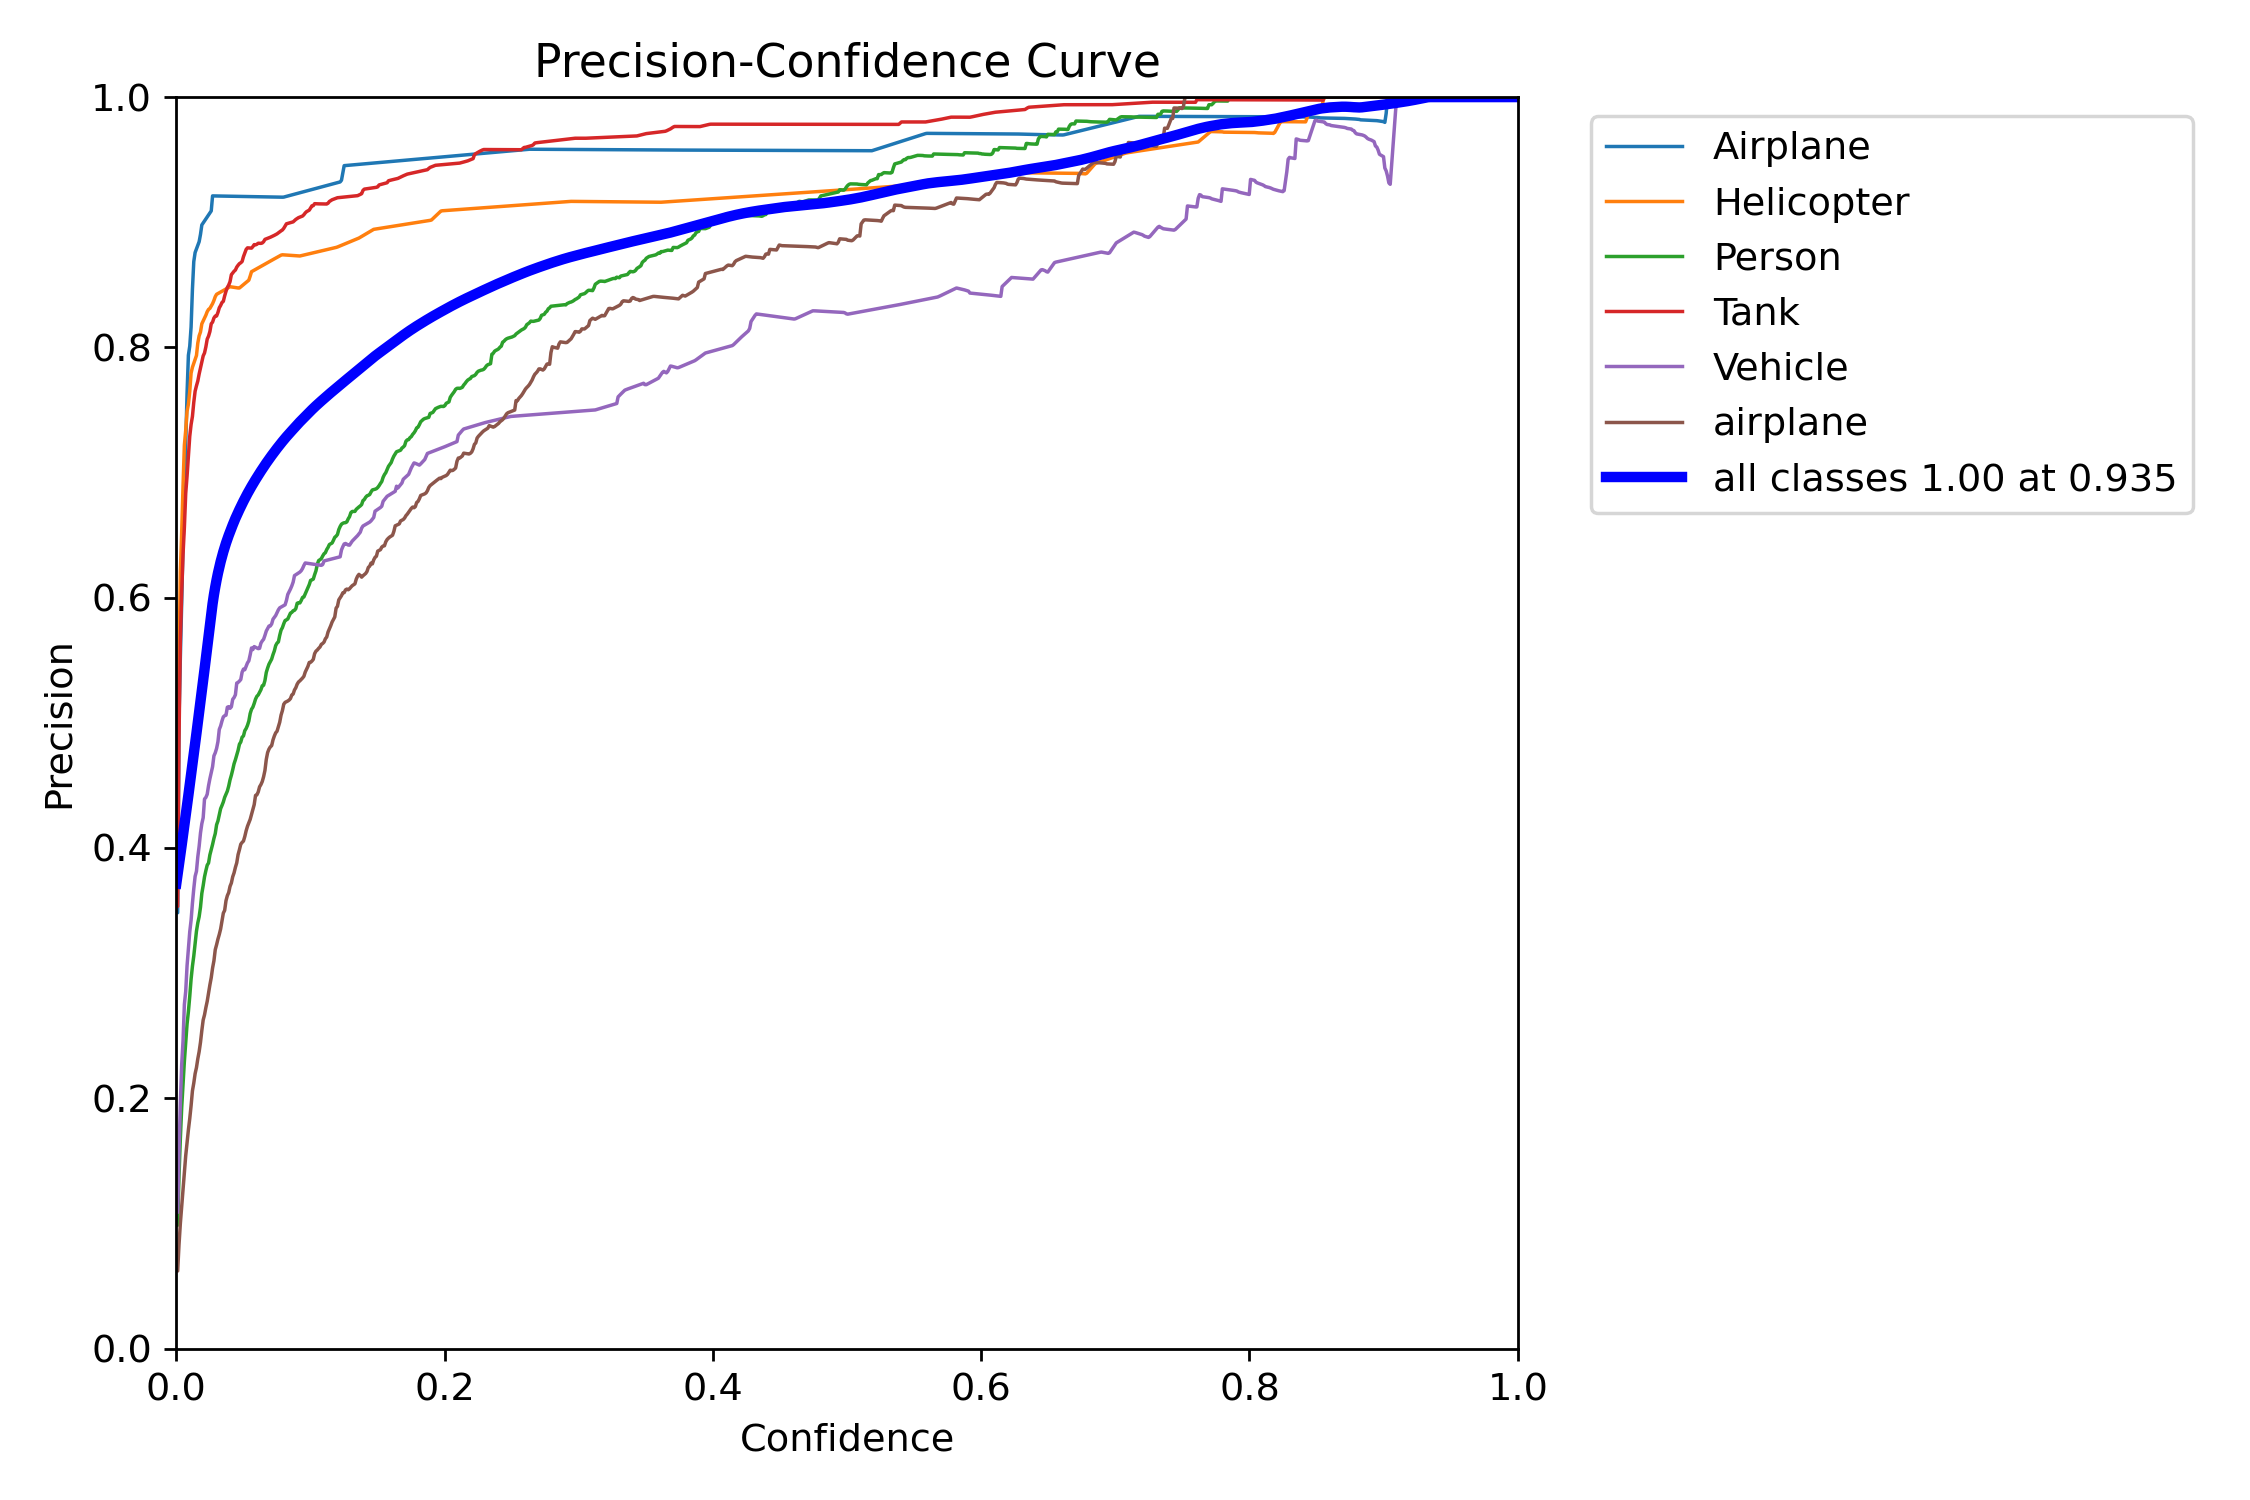 Precision-Confidence Curve
1.0
0.8
0.6
0.4
0.2
0.0
Precision
0.0 0.2 0.4 0.6 0.8 1.0
Confidence
Airplane
Helicopter
Person
Tank
Vehicle
airplane
all classes 1.00 at 0.935